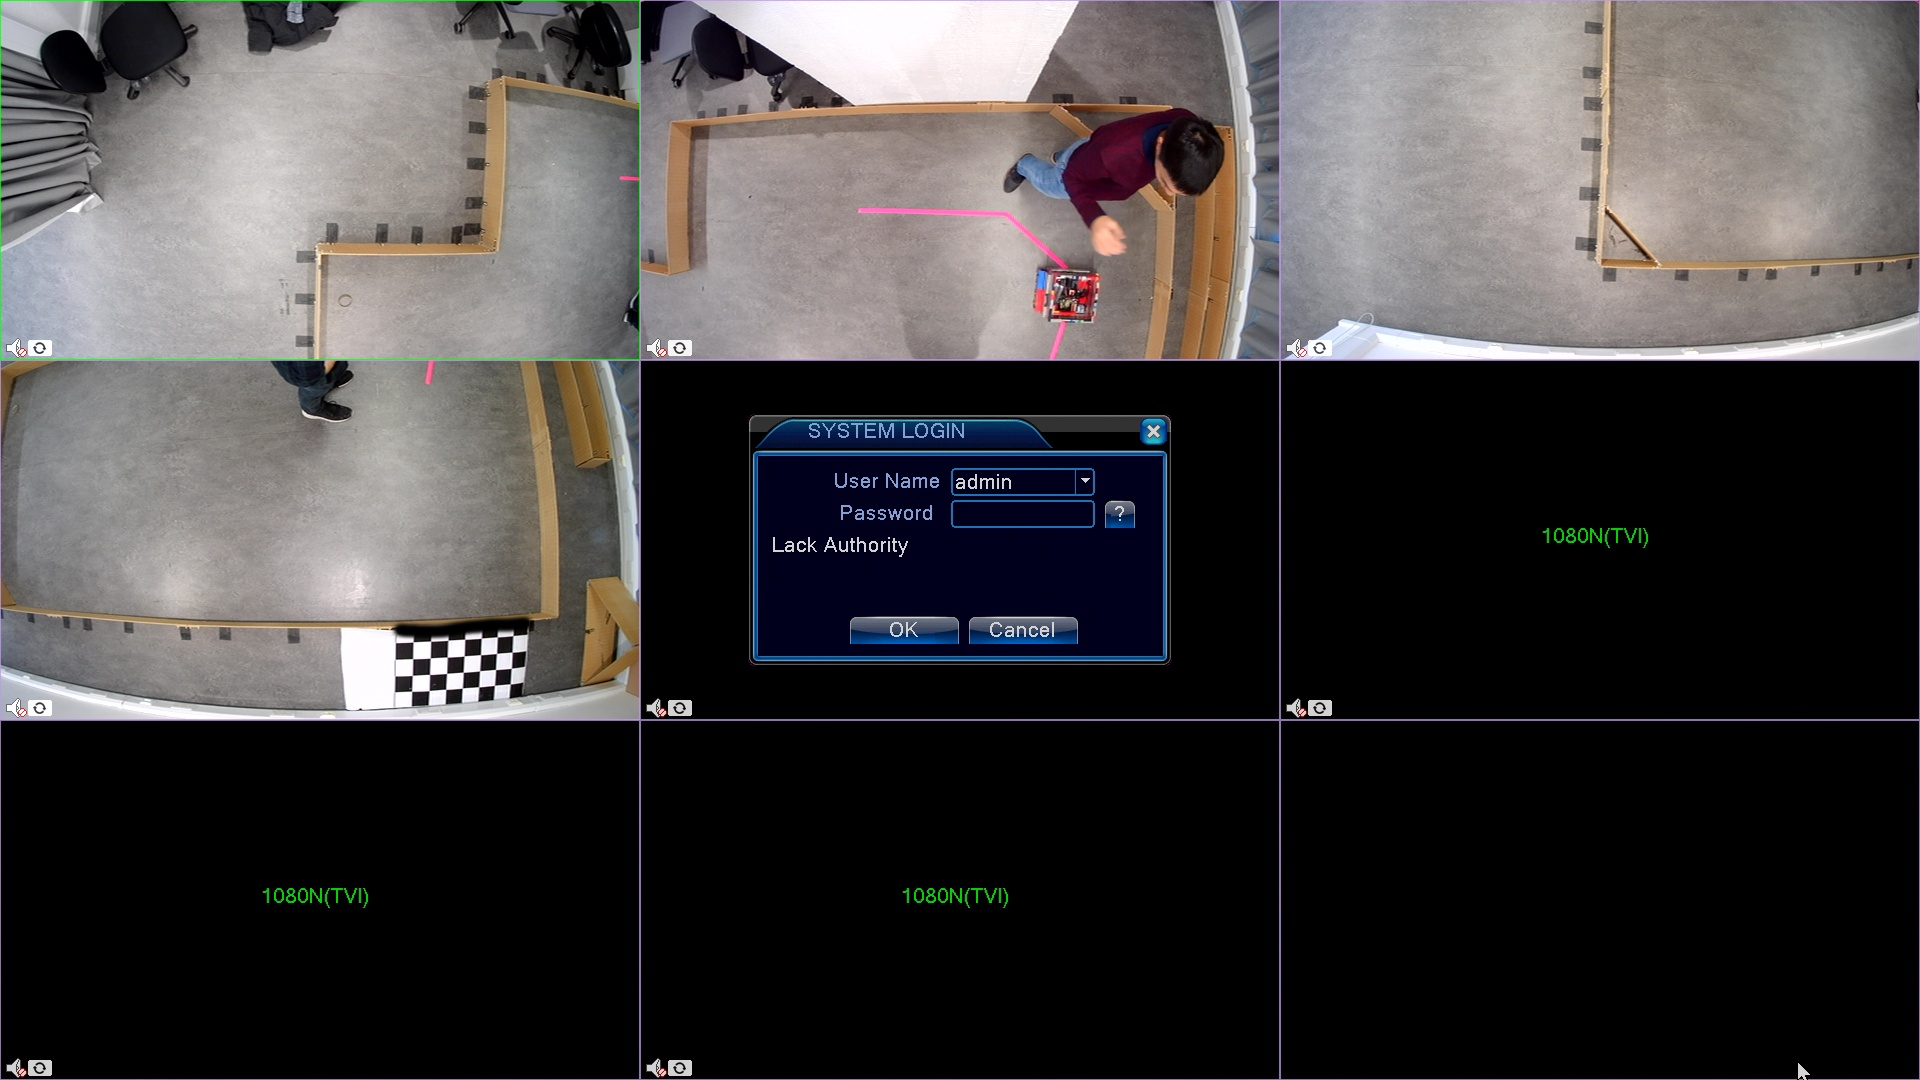 SYSTEM LOGIN
User Name admin
Password ?
Lack Authority
OK Cancel
1080N(TVI)
1080N(TVI)
1080N(TVI)